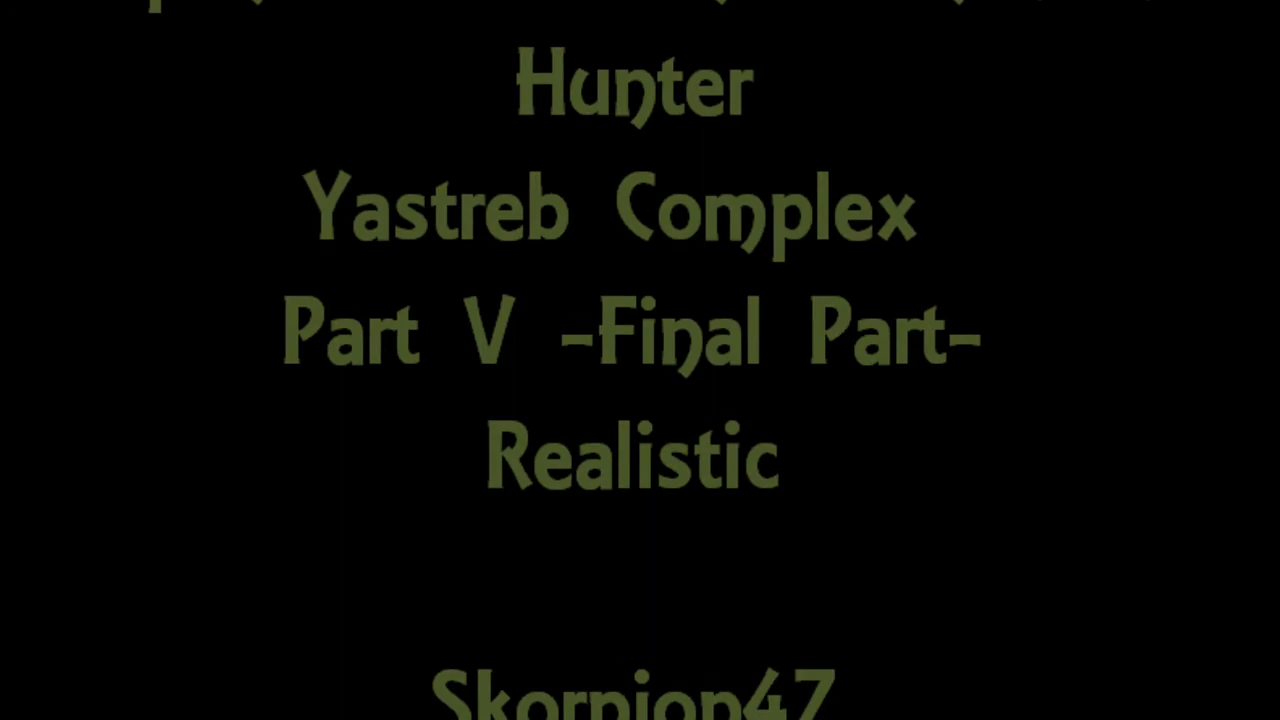 Hunter
Yastreb Complex
Part V -Final Part-
Realistic
Skorpion47